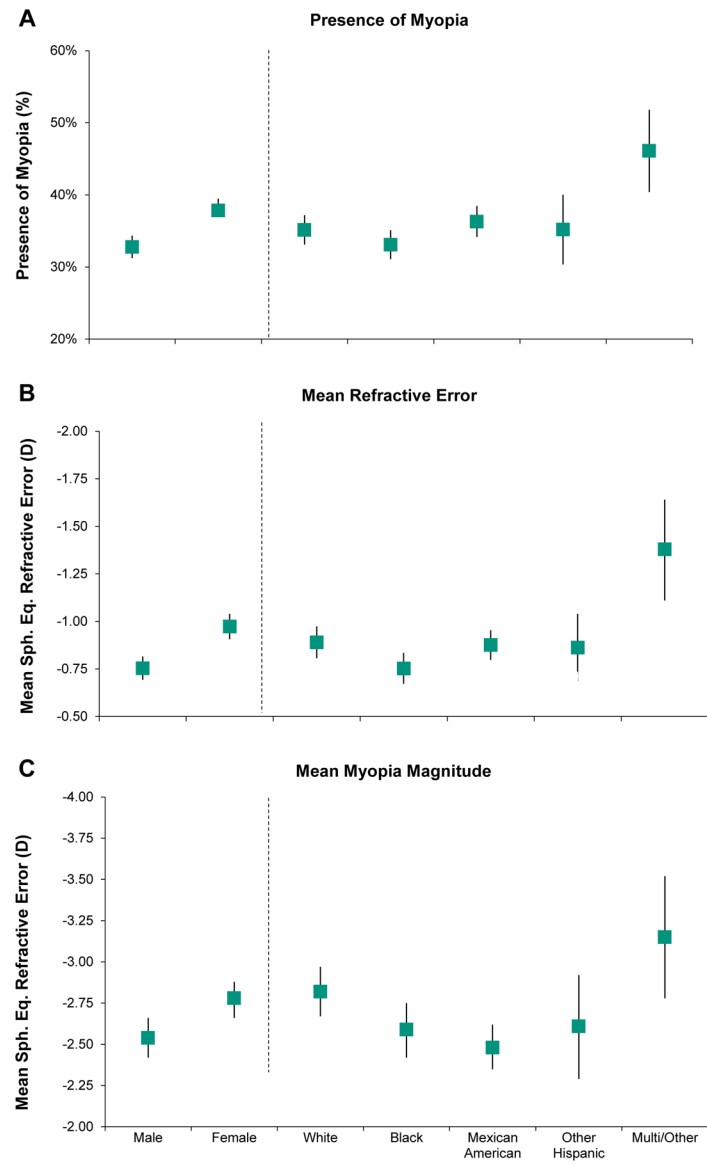 A
Presence of Myopia
Presence of Myopia (%)
60%
50%
40%
30%
20%
B
Mean Refractive Error
Mean Sph. Eq. Refractive Error (D)
-2.00
-1.75
-1.50
-1.25
-1.00
-0.75
-0.50
C
Mean Myopia Magnitude
Mean Sph. Eq. Refractive Error (D)
-4.00
-3.75
-3.50
-3.25
-3.00
-2.75
-2.50
-2.25
-2.00
Male
Female
White
Black
Mexican
American
Other
Hispanic
Multi/Other